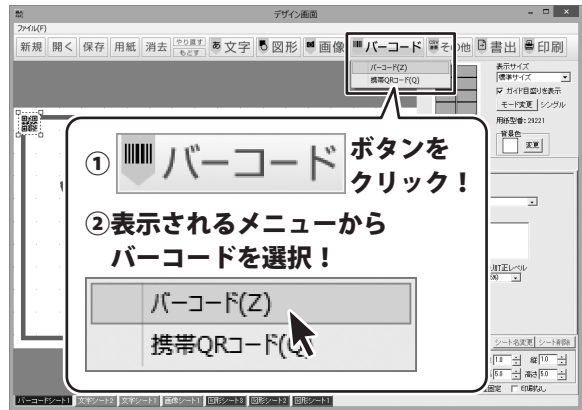 デザイン画面
ファイル(F)
新規 開く 保存 用紙 消去 やり直す もどす 文字 図形 画像 バーコード その他 書出 印刷
バーコード(Z)
携帯QRコード(Q)
表示サイズ
標準サイズ
ガイド目盛りを表示
モード変更 シングル
用紙型番：29221
背景色
変更
① バーコード ボタンを
クリック！
②表示されるメニューから
バーコードを選択！
バーコード(Z)
携帯QRコード(Q)
訂正レベル
シート名変更 シート削除
1.0 縦 1.0
5.0 高さ 5.0
固定 印刷なし
バーコードシート1 文字シート2 文字シート1 画像シート1 図形シート3 図形シート2 図形シート1